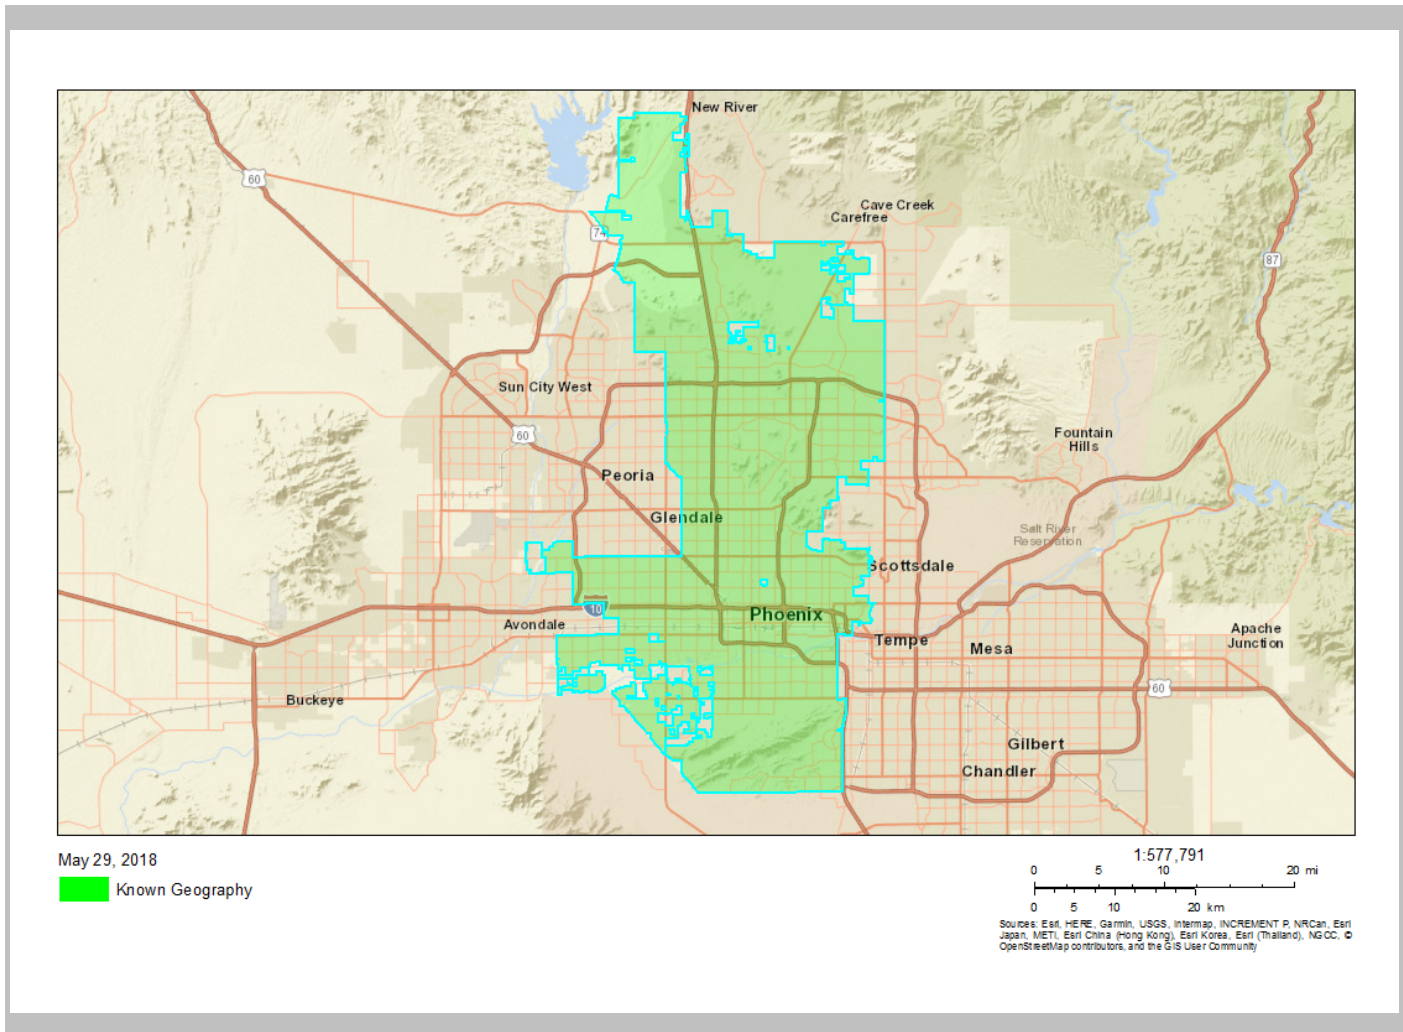 New River
60
Cave Creek
Carefree
74
87
Sun City West
60
Fountain
Hills
Peoria
Glendale
Salt River
Reservation
Scottsdale
10
Phoenix
Avondale
Tempe
Mesa
Apache
Junction
60
Buckeye
Gilbert
Chandler
May 29, 2018
Known Geography
1:577,791
0 5 10 20 mi
0 5 10 20 km
Sources: Esri, HERE, Garmin, USGS, Intermap, INCREMENT P, NRCan, Esri
Japan, METI, Esri China (Hong Kong), Esri Korea, Esri (Thailand), NGCC, ©
OpenStreetMap contributors, and the GIS User Community